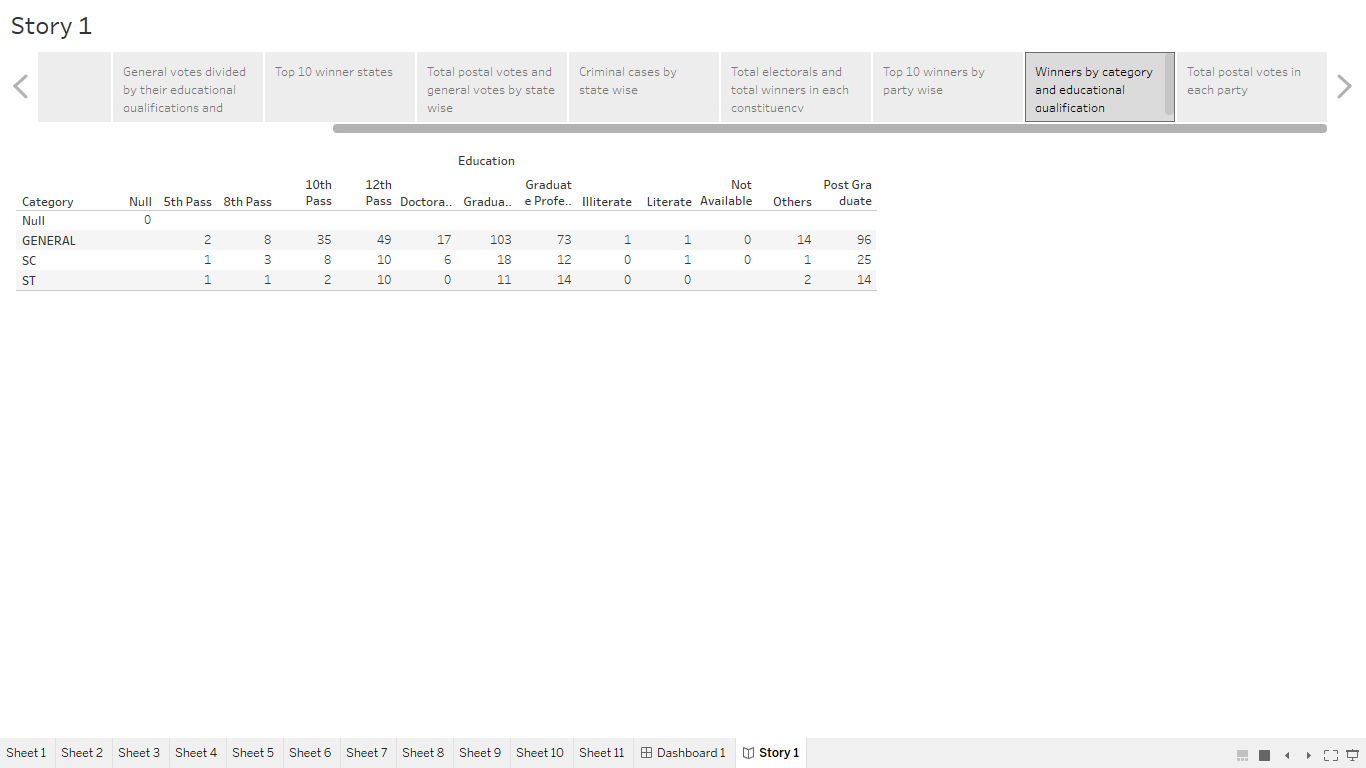 Story 1
General votes divided
by their educational
qualifications and
Top 10 winner states
Total postal votes and
general votes by state
wise
Criminal cases by
state wise
Total electorals and
total winners in each
constituency
Top 10 winners by
party wise
Winners by category
and educational
qualification
Total postal votes in
each party
Education
Category Null 5th Pass 8th Pass 10th Pass 12th Pass Doctora.. Gradua.. Graduat e Profe.. Illiterate Literate Not Available Others Post Gra duate
Null 0
GENERAL 2 8 35 49 17 103 73 1 1 0 14 96
SC 1 3 8 10 6 18 12 0 1 0 1 25
ST 1 1 2 10 0 11 14 0 0 2 14
Sheet 1 Sheet 2 Sheet 3 Sheet 4 Sheet 5 Sheet 6 Sheet 7 Sheet 8 Sheet 9 Sheet 10 Sheet 11 Dashboard 1 Story 1